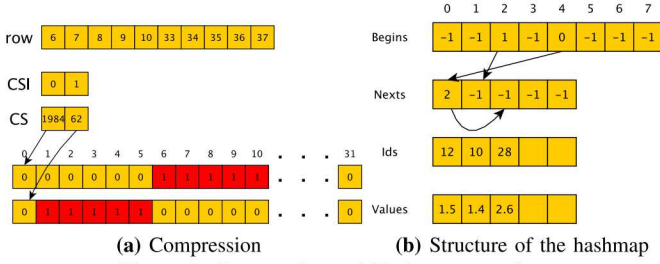 row 6 7 8 9 10 33 34 35 36 37
CSI 0 1
CS 1984 62
0 1 2 3 4 5 6 7 8 9 10 . . . 31
0 0 0 0 0 0 1 1 1 1 1 . . . 0
0 1 1 1 1 1 0 0 0 0 0 . . . 0
(a) Compression
0 1 2 3 4 5 6 7
Begins -1 -1 1 -1 0 -1 -1 -1
Nexts 2 -1 -1 -1 -1
Ids 12 10 28
Values 1.5 1.4 2.6
(b) Structure of the hashmap